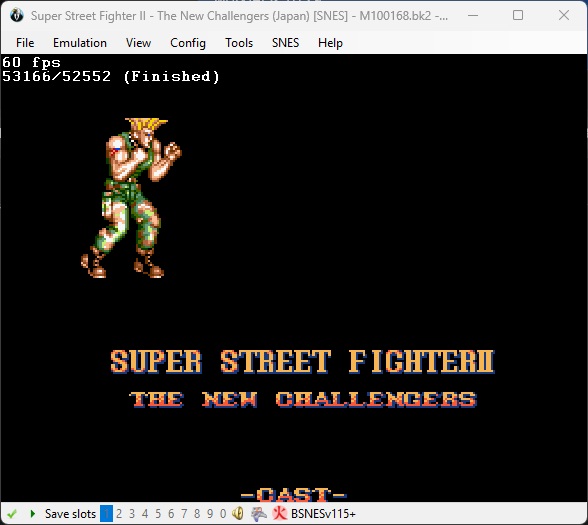 Super Street Fighter II - The New Challengers (Japan) [SNES] - M100168.bk2 -...
File Emulation View Config Tools SNES Help
60 fps
53166/52552 (Finished)
SUPER STREET FIGHTERII
THE NEW CHALLENGERS
-CAST-
Save slots 1 2 3 4 5 6 7 8 9 0 火 BSNESv115+